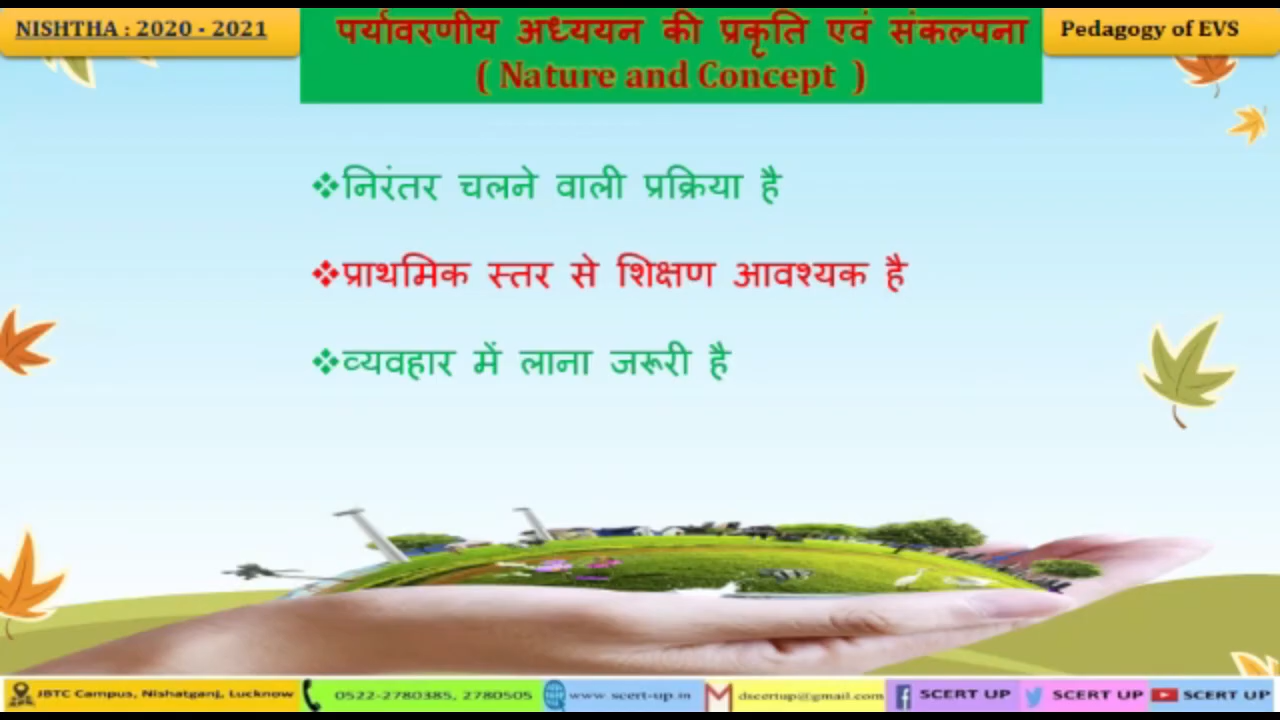 NISHTHA : 2020 - 2021
पर्यावरणीय अध्ययन की प्रकृति एवं संकल्पना
( Nature and Concept )
Pedagogy of EVS
❖निरंतर चलने वाली प्रक्रिया है
❖प्राथमिक स्तर से शिक्षण आवश्यक है
❖व्यवहार में लाना जरूरी है
JBTC Campus, Nishatganj, Lucknow
0522-2780385, 2780505
www scert-up.in
dscertup@gmail.com
SCERT UP
SCERT UP
SCERT UP